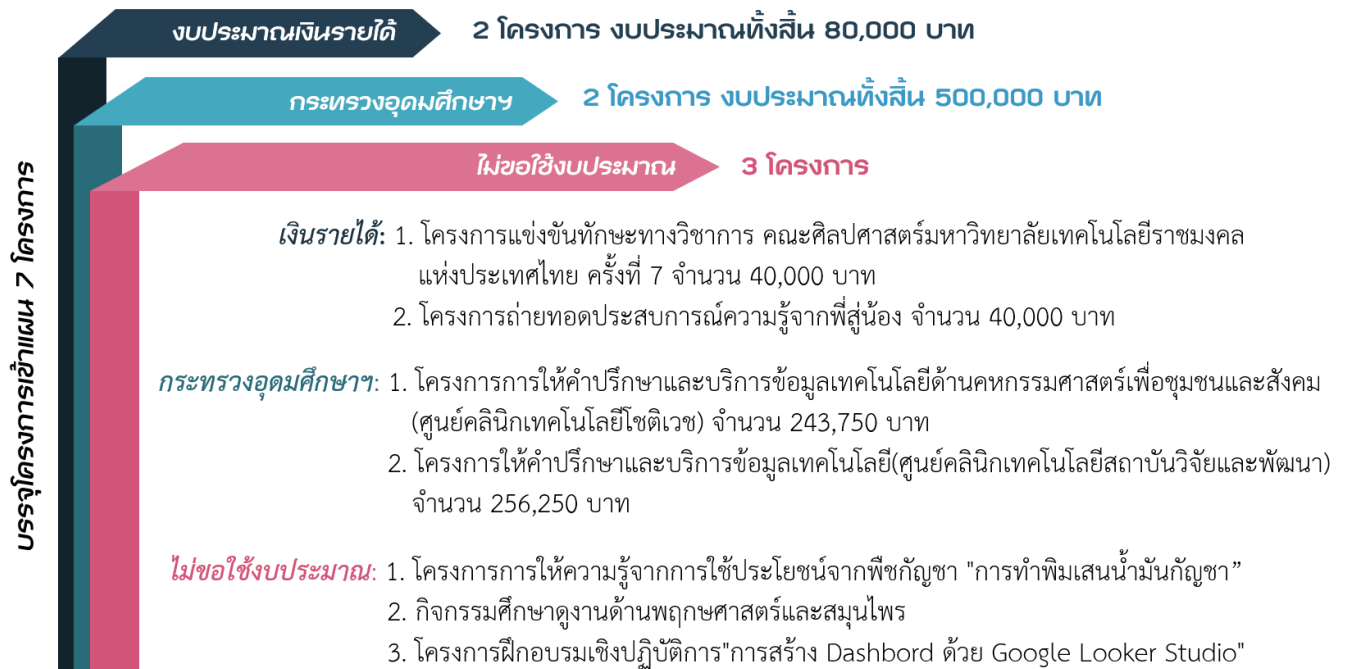 บรรจุโครงการเข้าแผน 7 โครงการ
งบประมาณเงินรายได้ 2 โครงการ งบประมาณทั้งสิ้น 80,000 บาท
กระทรวงอุดมศึกษาฯ 2 โครงการ งบประมาณทั้งสิ้น 500,000 บาท
ไม่ขอใช้งบประมาณ 3 โครงการ
เงินรายได้: 1. โครงการแข่งขันทักษะทางวิชาการ คณะศิลปศาสตร์มหาวิทยาลัยเทคโนโลยีราชมงคล
แห่งประเทศไทย ครั้งที่ 7 จำนวน 40,000 บาท
2. โครงการถ่ายทอดประสบการณ์ความรู้จากพี่สู่น้อง จำนวน 40,000 บาท
กระทรวงอุดมศึกษาฯ: 1. โครงการการให้คำปรึกษาและบริการข้อมูลเทคโนโลยีด้านคหกรรมศาสตร์เพื่อชุมชนและสังคม
(ศูนย์คลินิกเทคโนโลยีโชติเวช) จำนวน 243,750 บาท
2. โครงการให้คำปรึกษาและบริการข้อมูลเทคโนโลยี(ศูนย์คลินิกเทคโนโลยีสถาบันวิจัยและพัฒนา)
จำนวน 256,250 บาท
ไม่ขอใช้งบประมาณ: 1. โครงการการให้ความรู้จากการใช้ประโยชน์จากพืชกัญชา "การทำพิมเสนน้ำมันกัญชา”
2. กิจกรรมศึกษาดูงานด้านพฤกษศาสตร์และสมุนไพร
3. โครงการฝึกอบรมเชิงปฏิบัติการ"การสร้าง Dashbord ด้วย Google Looker Studio"